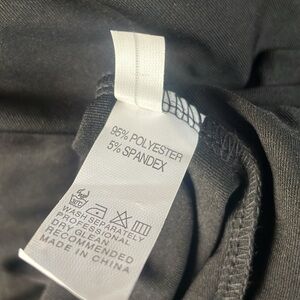 95% POLYESTER
5% SPANDEX
WASH SEPARATELY
PROFESSIONAL
DRY CLEAN
RECOMMENDED
MADE IN CHINA